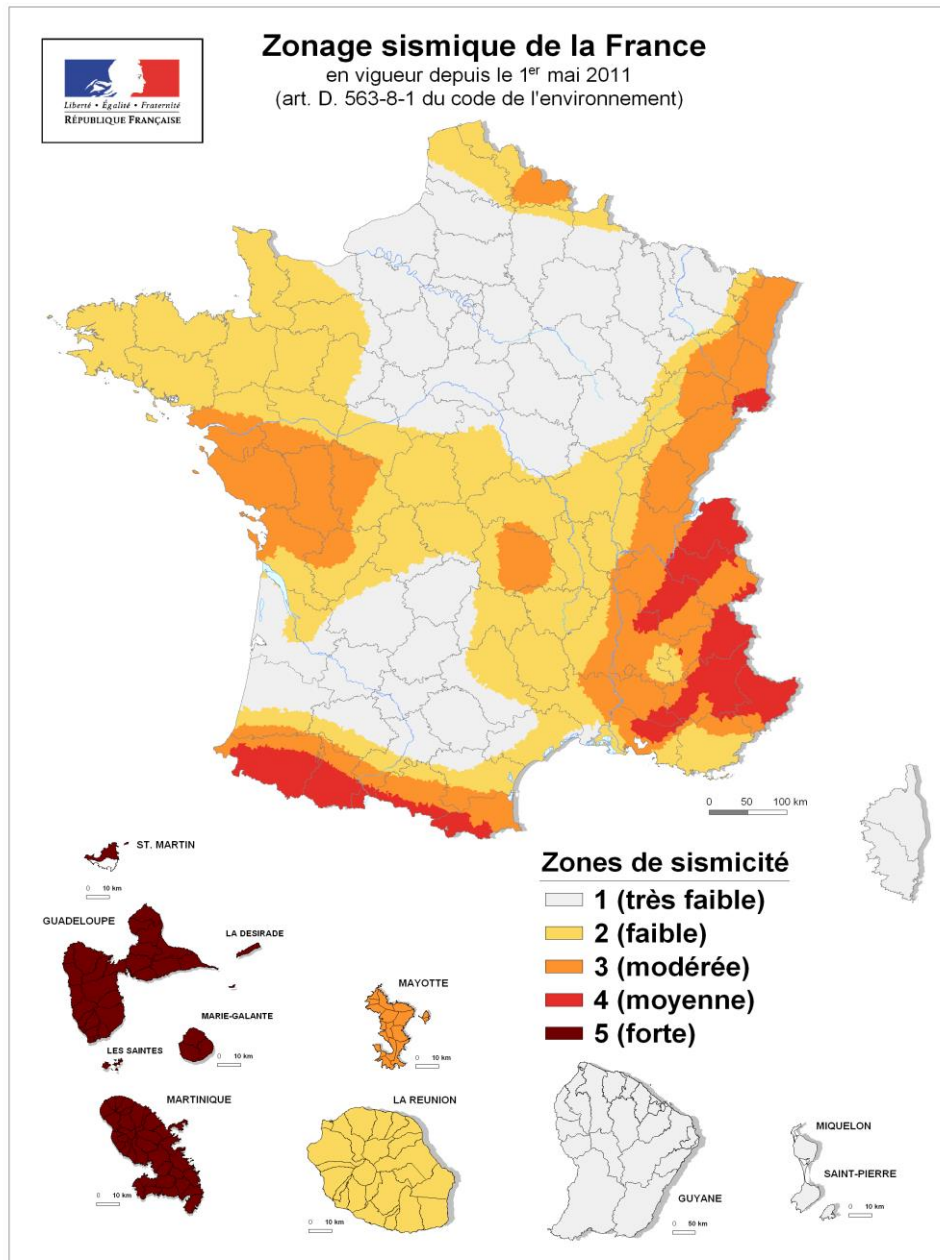 Liberté • Égalité • Fraternité
RÉPUBLIQUE FRANÇAISE
Zonage sismique de la France
en vigueur depuis le 1er mai 2011
(art. D. 563-8-1 du code de l'environnement)
0 50 100 km
ST. MARTIN
0 10 km
GUADELOUPE
LA DESIRADE
MARIE-GALANTE
0 10 km
LES SAINTES
MARTINIQUE
0 10 km
MAYOTTE
0 10 km
LA REUNION
0 10 km
Zones de sismicité
1 (très faible)
2 (faible)
3 (modérée)
4 (moyenne)
5 (forte)
GUYANE
0 50 km
MIQUELON
SAINT-PIERRE
0 10 km